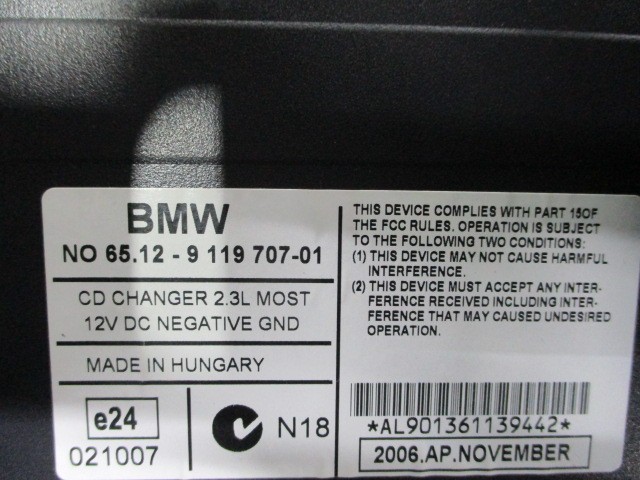 BMW
NO 65.12 - 9 119 707-01
CD CHANGER 2.3L MOST
12V DC NEGATIVE GND
MADE IN HUNGARY
e24
021007
N18
THIS DEVICE COMPLIES WITH PART 15OF
THE FCC RULES. OPERATION IS SUBJECT
TO THE FOLLOWING TWO CONDITIONS:
(1) THIS DEVICE MAY NOT CAUSE HARMFUL
INTERFERENCE.
(2) THIS DEVICE MUST ACCEPT ANY INTER-
FERENCE RECEIVED INCLUDING INTER-
FERENCE THAT MAY CAUSED UNDESIRED
OPERATION.
*AL901361139442*
2006.AP.NOVEMBER